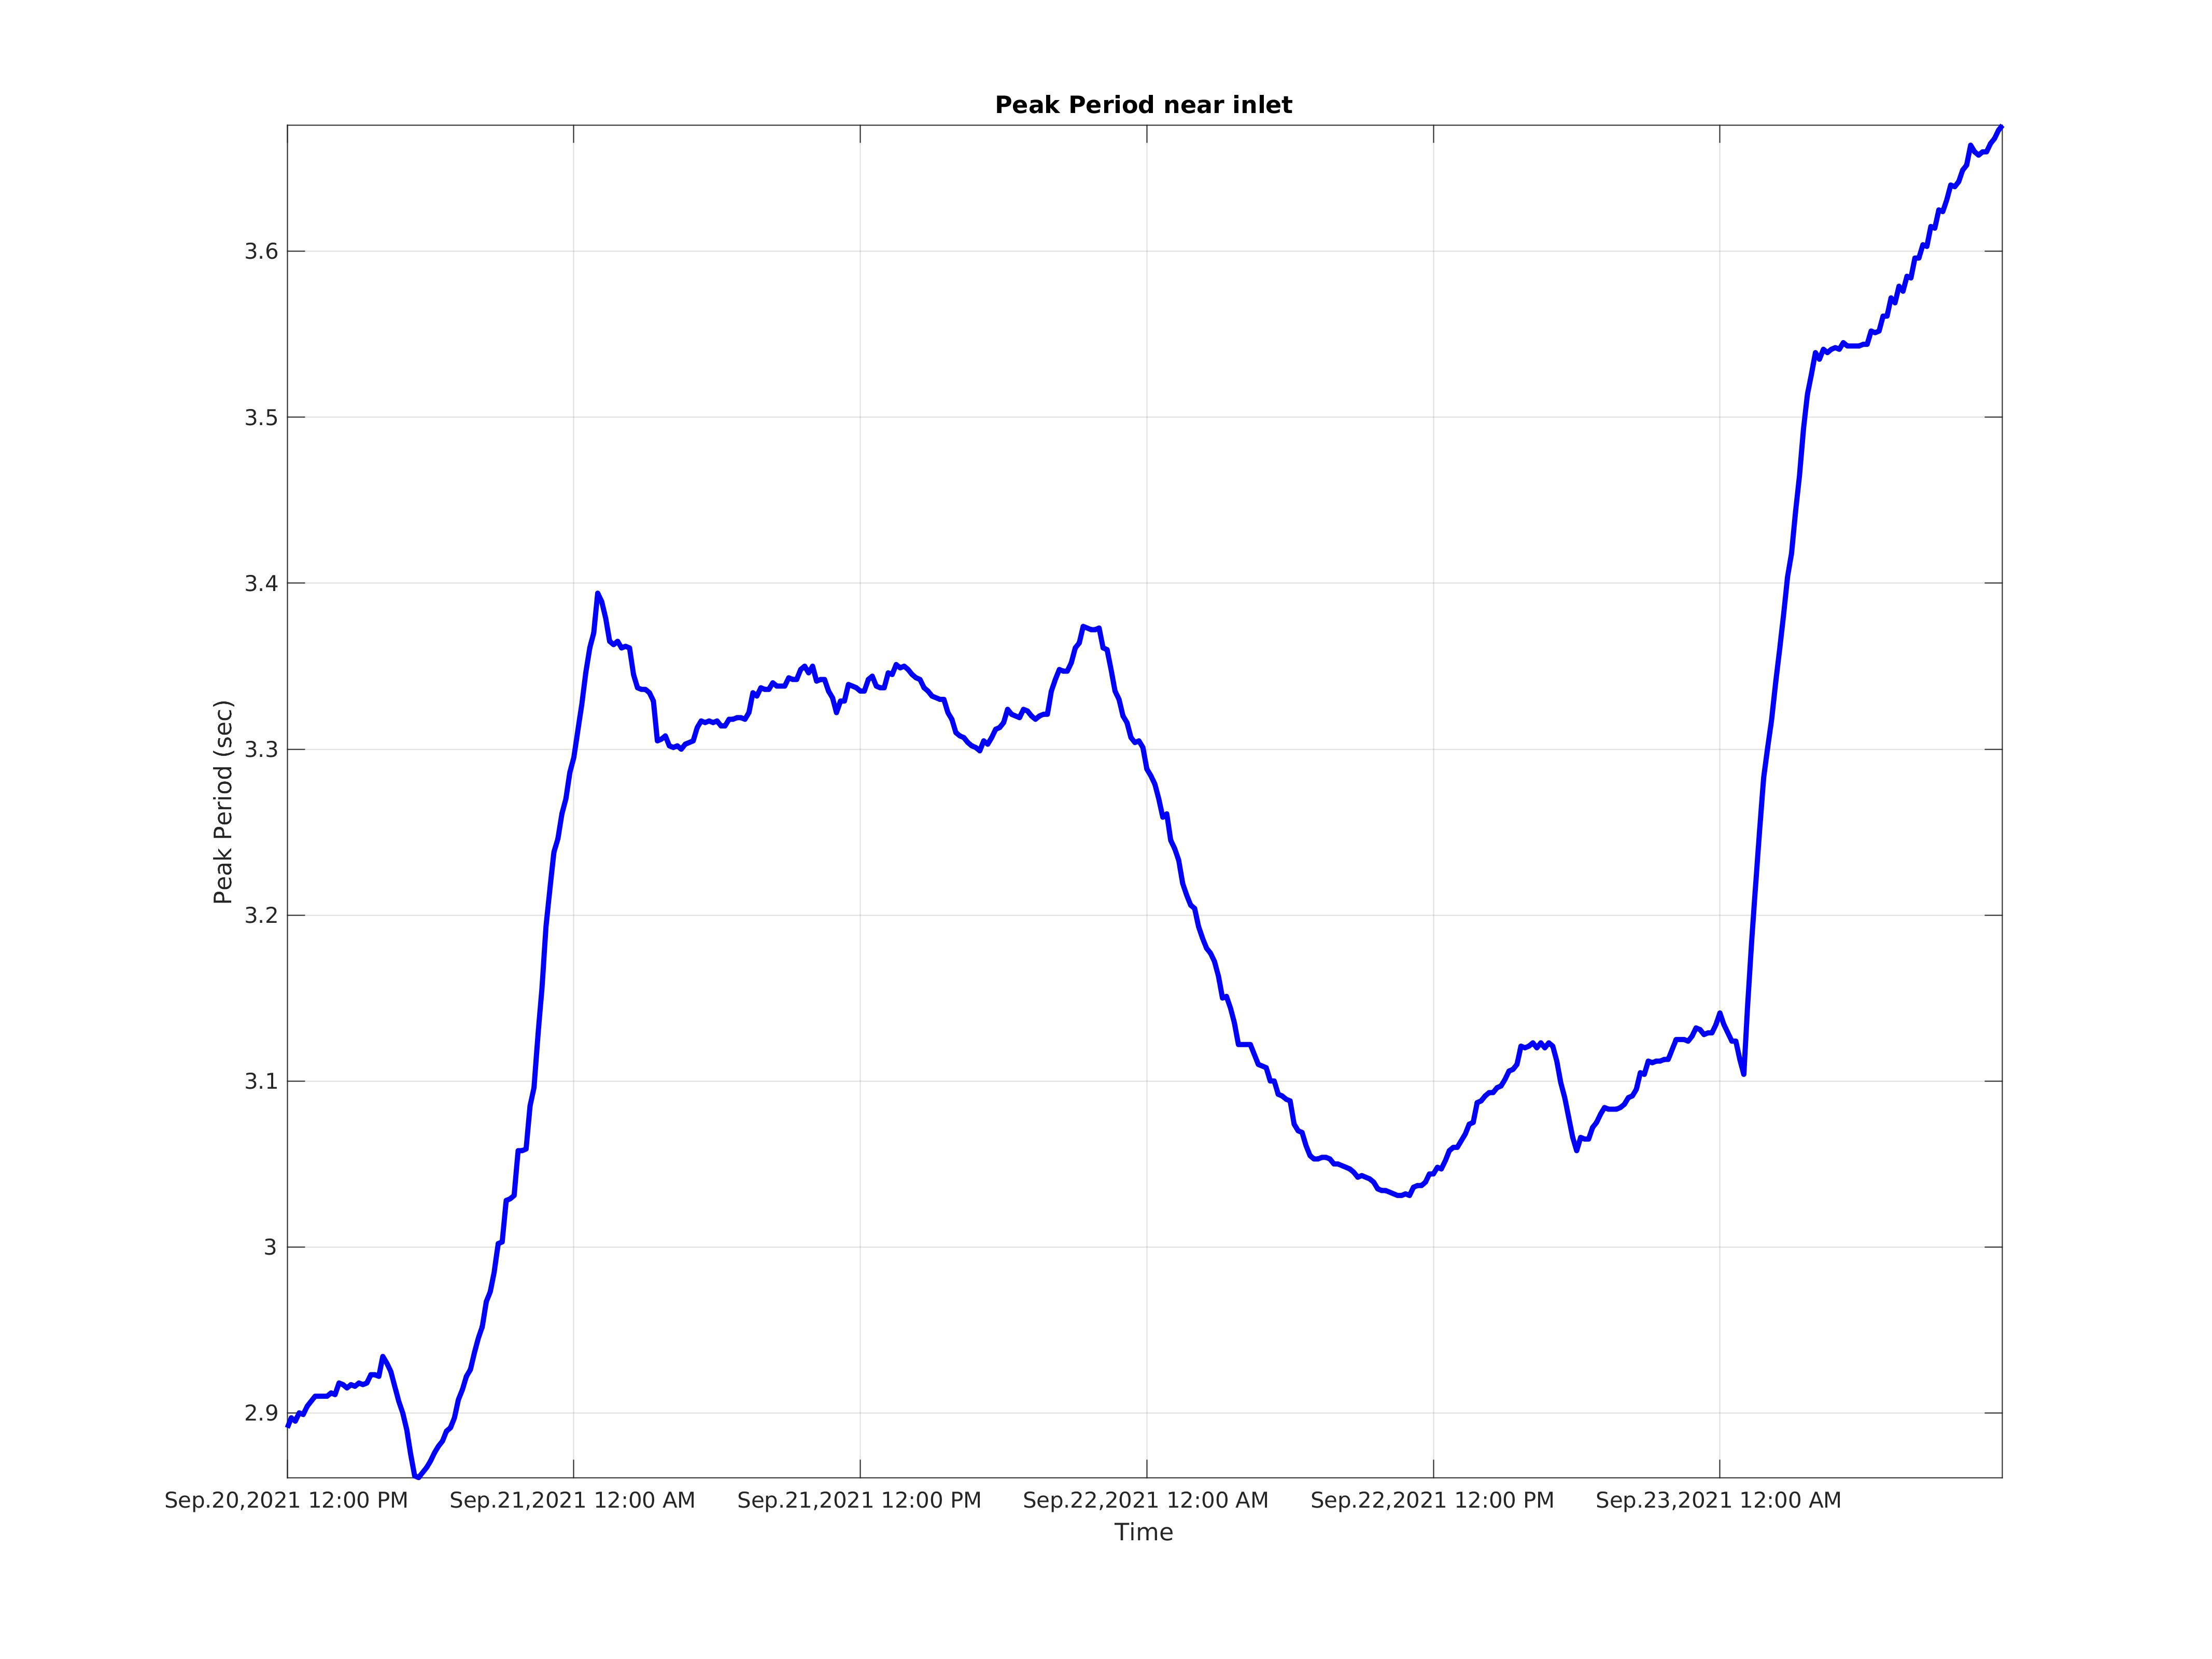 Peak Period near inlet
3.6
3.5
3.4
3.3
3.2
3.1
3
2.9
Peak Period (sec)
Sep.20,2021 12:00 PM
Sep.21,2021 12:00 AM
Sep.21,2021 12:00 PM
Sep.22,2021 12:00 AM
Sep.22,2021 12:00 PM
Sep.23,2021 12:00 AM
Time